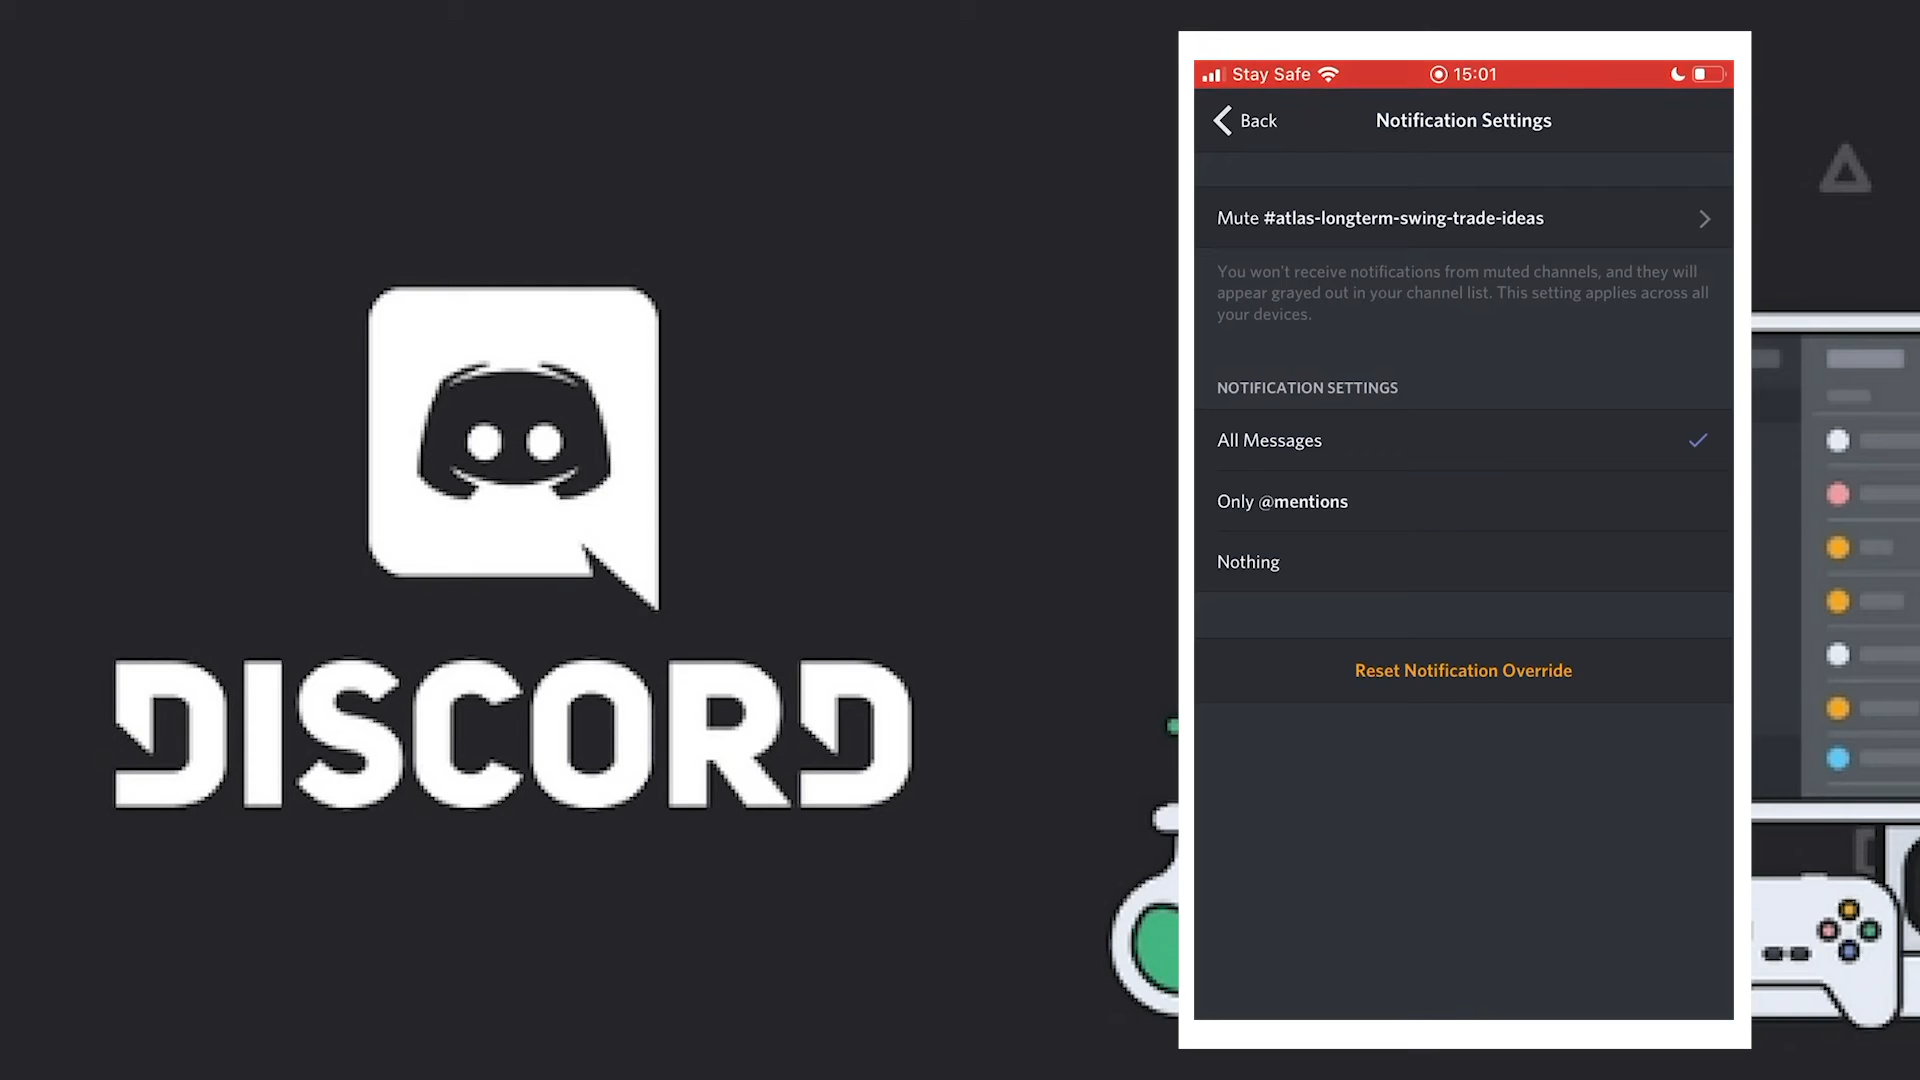 DISCORD
Stay Safe
15:01
Back
Notification Settings
Mute #atlas-longterm-swing-trade-ideas
You won't receive notifications from muted channels, and they will
appear grayed out in your channel list. This setting applies across all
your devices.
NOTIFICATION SETTINGS
All Messages
Only @mentions
Nothing
Reset Notification Override